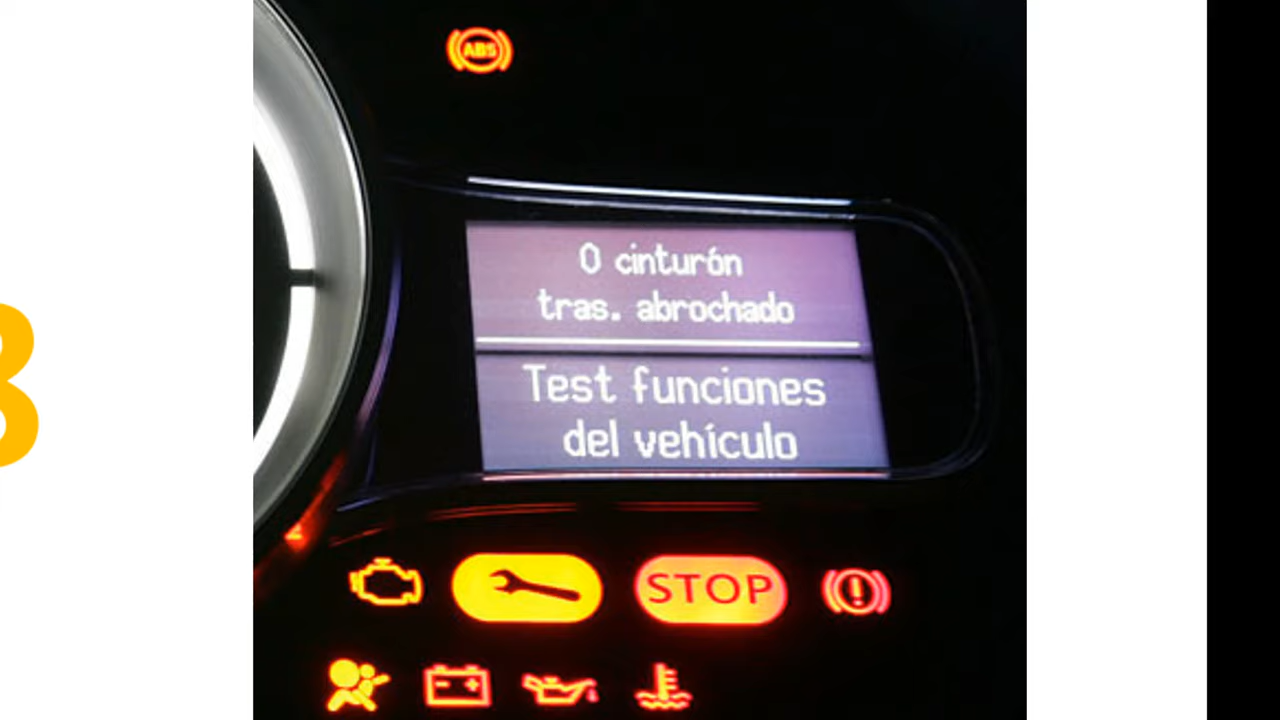 ABS
0 cinturón
tras. abrochado
Test funciones
del vehículo
STOP